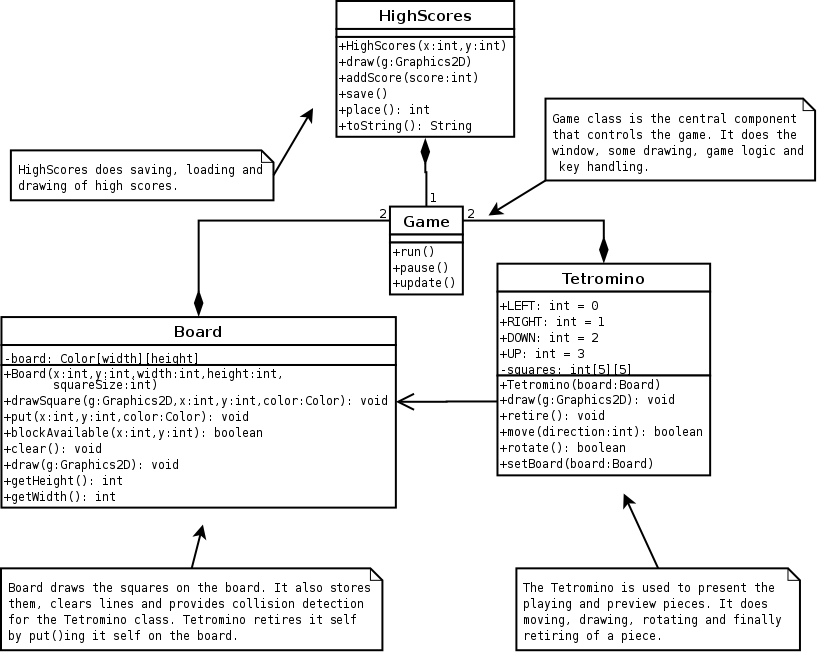 HighScores
+HighScores(x:int,y:int)
+draw(g:Graphics2D)
+addScore(score:int)
+save()
+place(): int
+toString(): String
Game class is the central component
that controls the game. It does the
window, some drawing, game logic and
key handling.
HighScores does saving, loading and
drawing of high scores.
1
2
Game
2
+run()
+pause()
+update()
Tetromino
+LEFT: int = 0
+RIGHT: int = 1
+DOWN: int = 2
+UP: int = 3
-squares: int[5][5]
+Tetromino(board:Board)
+draw(g:Graphics2D): void
+retire(): void
+move(direction:int): boolean
+rotate(): boolean
+setBoard(board:Board)
Board
-board: Color[width][height]
+Board(x:int,y:int,width:int,height:int,
squareSize:int)
+drawSquare(g:Graphics2D,x:int,y:int,color:Color): void
+put(x:int,y:int,color:Color): void
+blockAvailable(x:int,y:int): boolean
+clear(): void
+draw(g:Graphics2D): void
+getHeight(): int
+getWidth(): int
Board draws the squares on the board. It also stores
them, clears lines and provides collision detection
for the Tetromino class. Tetromino retires it self
by put()ing it self on the board.
The Tetromino is used to present the
playing and preview pieces. It does
moving, drawing, rotating and finally
retiring of a piece.